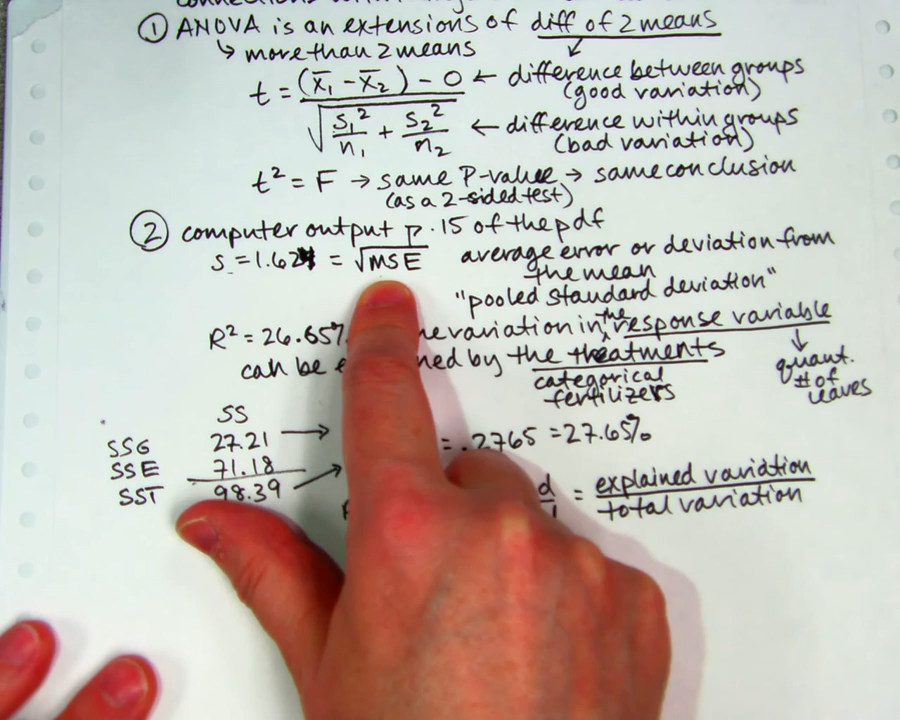 ① ANOVA is an extensions of diff of 2 means
↳ more than 2 means
t = (x̄₁ - x̄₂) - 0 ← difference between groups
(good variation)
√(s₁²/n₁ + s₂²/n₂) ← difference within groups
(bad variation)
t² = F → same P-value → same conclusion
(as a 2-sided test)
② computer output p. 15 of the pdf
s = 1.624 = √MSE average error or deviation from
the mean
"pooled standard deviation"
R² = 26.65% variation in the response variable
can be by the treatments quant.
categorical # of
fertilizers leaves
SS
SSG 27.21 → = .2765 = 27.65%
SSE 71.18
SST 98.39 → = explained variation / total variation